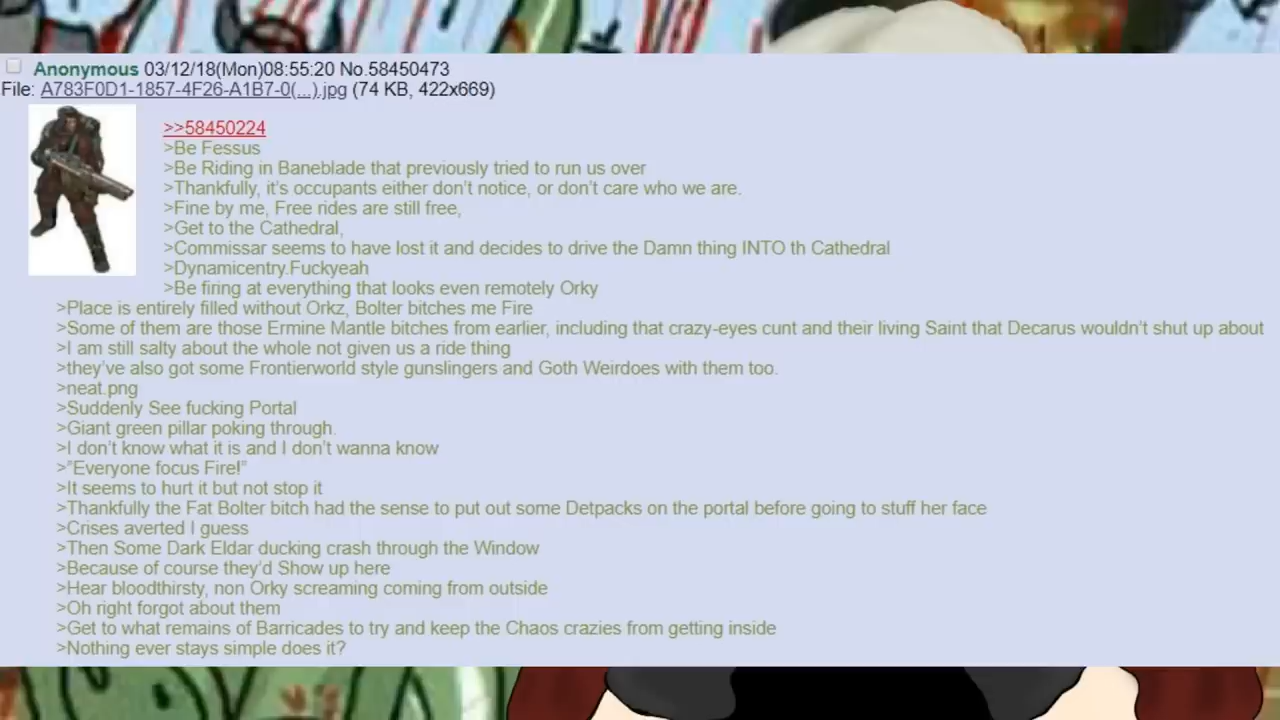 Anonymous 03/12/18(Mon)08:55:20 No.58450473
File: A783F0D1-1857-4F26-A1B7-0(...).jpg (74 KB, 422x669)
>>58450224
>Be Fessus
>Be Riding in Baneblade that previously tried to run us over
>Thankfully, it's occupants either don't notice, or don't care who we are.
>Fine by me, Free rides are still free,
>Get to the Cathedral,
>Commissar seems to have lost it and decides to drive the Damn thing INTO th Cathedral
>Dynamicentry.Fuckyeah
>Be firing at everything that looks even remotely Orky
>Place is entirely filled without Orkz, Bolter bitches me Fire
>Some of them are those Ermine Mantle bitches from earlier, including that crazy-eyes cunt and their living Saint that Decarus wouldn't shut up about
>I am still salty about the whole not given us a ride thing
>they've also got some Frontierworld style gunslingers and Goth Weirdoes with them too.
>neat.png
>Suddenly See fucking Portal
>Giant green pillar poking through.
>I don't know what it is and I don't wanna know
>"Everyone focus Fire!"
>It seems to hurt it but not stop it
>Thankfully the Fat Bolter bitch had the sense to put out some Detpacks on the portal before going to stuff her face
>Crises averted I guess
>Then Some Dark Eldar ducking crash through the Window
>Because of course they'd Show up here
>Hear bloodthirsty, non Orky screaming coming from outside
>Oh right forgot about them
>Get to what remains of Barricades to try and keep the Chaos crazies from getting inside
>Nothing ever stays simple does it?